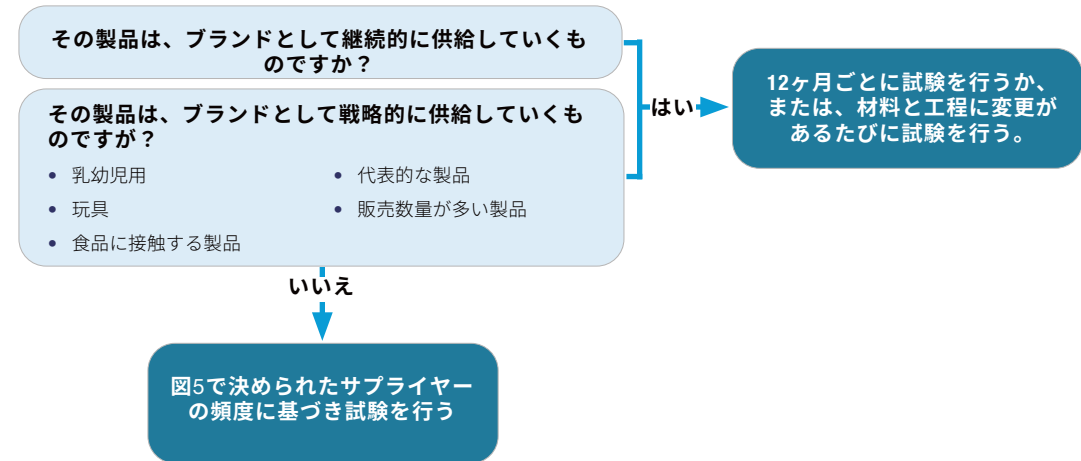 その製品は、ブランドとして継続的に供給していくも
のですか？
その製品は、ブランドとして戦略的に供給していくも
のですが？
• 乳幼児用
• 玩具
• 食品に接触する製品
• 代表的な製品
• 販売数量が多い製品
はい
12ヶ月ごとに試験を行うか、
または、材料と工程に変更が
あるたびに試験を行う。
いいえ
図5で決められたサプライヤー
の頻度に基づき試験を行う